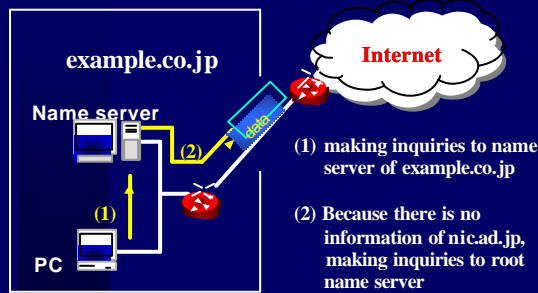 example.co.jp
Internet
Name server
data
(2)
(1)
PC
(1) making inquiries to name
server of example.co.jp
(2) Because there is no
information of nic.ad.jp,
making inquiries to root
name server